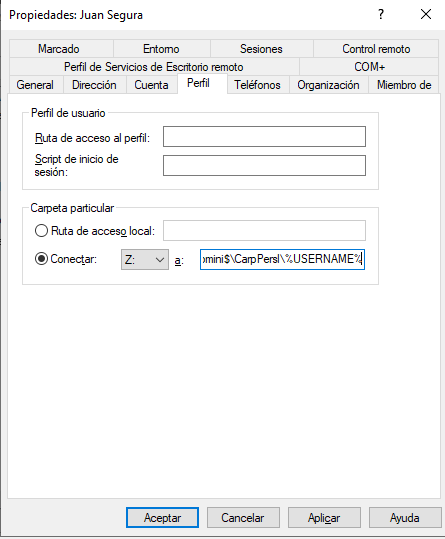 Propiedades: Juan Segura
? ×
Marcado Entorno Sesiones Control remoto
Perfil de Servicios de Escritorio remoto COM+
General Dirección Cuenta Perfil Teléfonos Organización Miembro de
Perfil de usuario
Ruta de acceso al perfil:
Script de inicio de
sesión:
Carpeta particular
Ruta de acceso local:
Conectar: Z: a: omini$\CarpPersl\%USERNAME%
Aceptar Cancelar Aplicar Ayuda